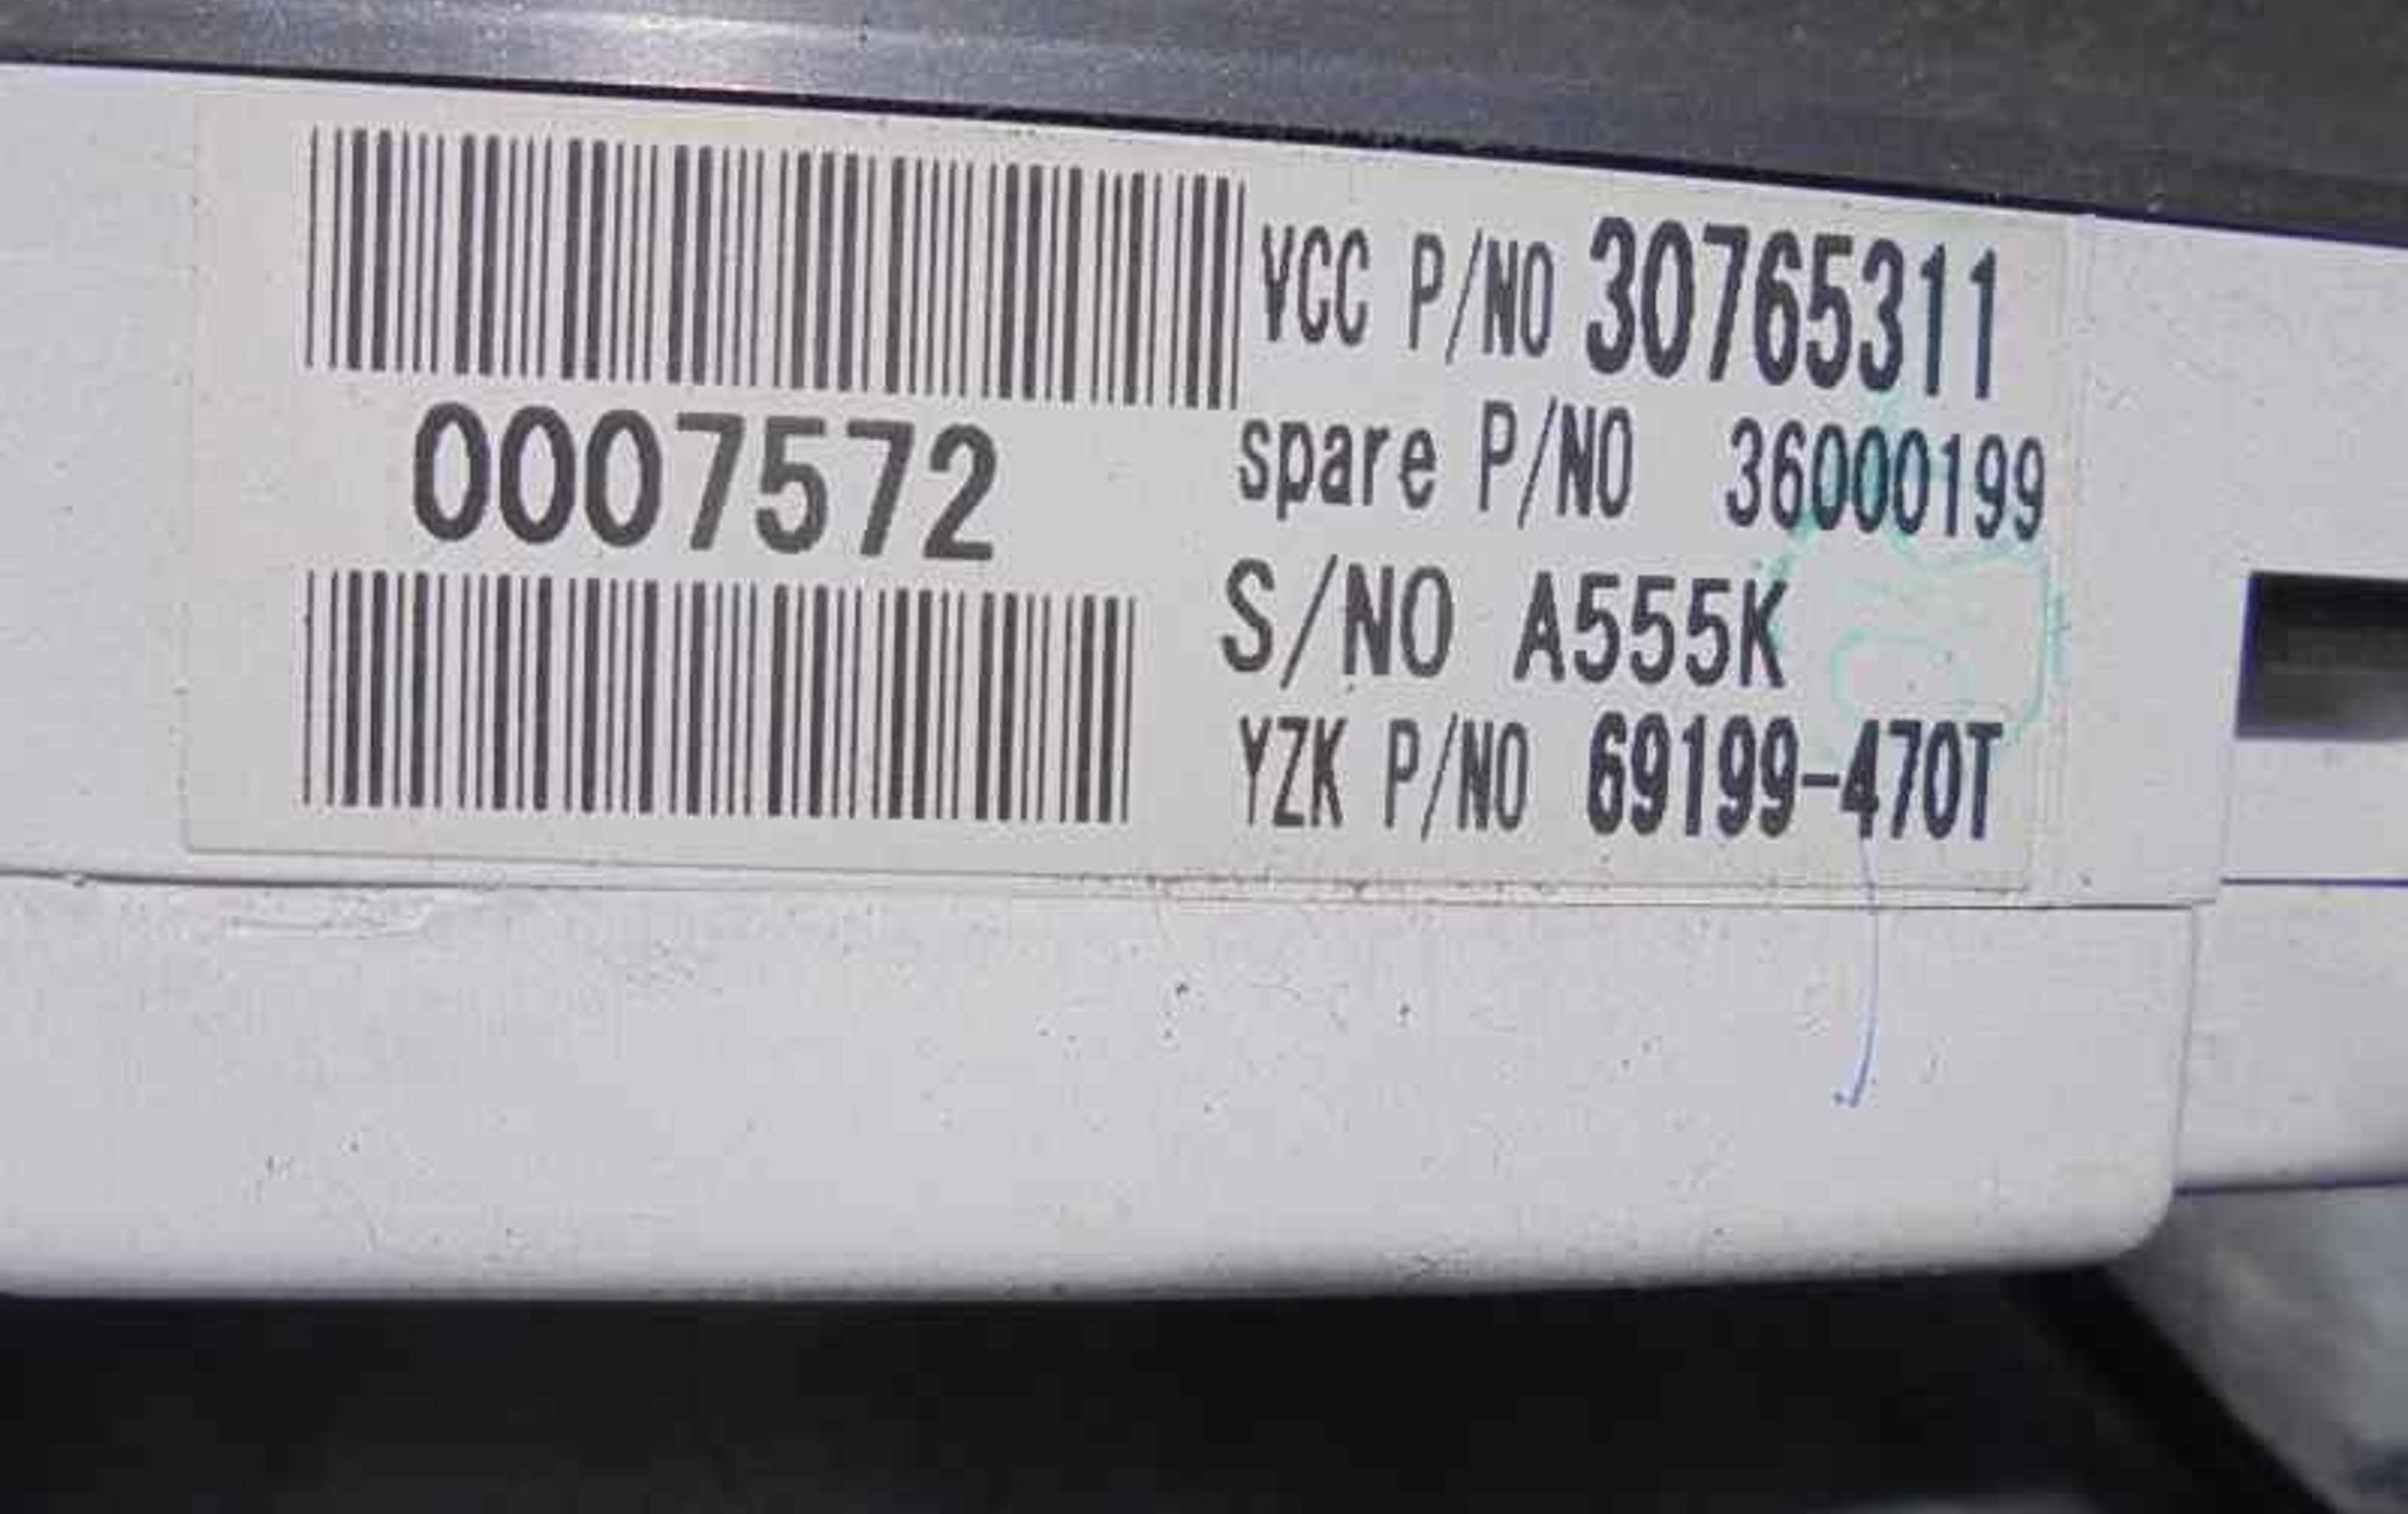 VCC P/NO 30765311
0007572
spare P/NO 36000199
S/NO A555K
YZK P/NO 69199-470T